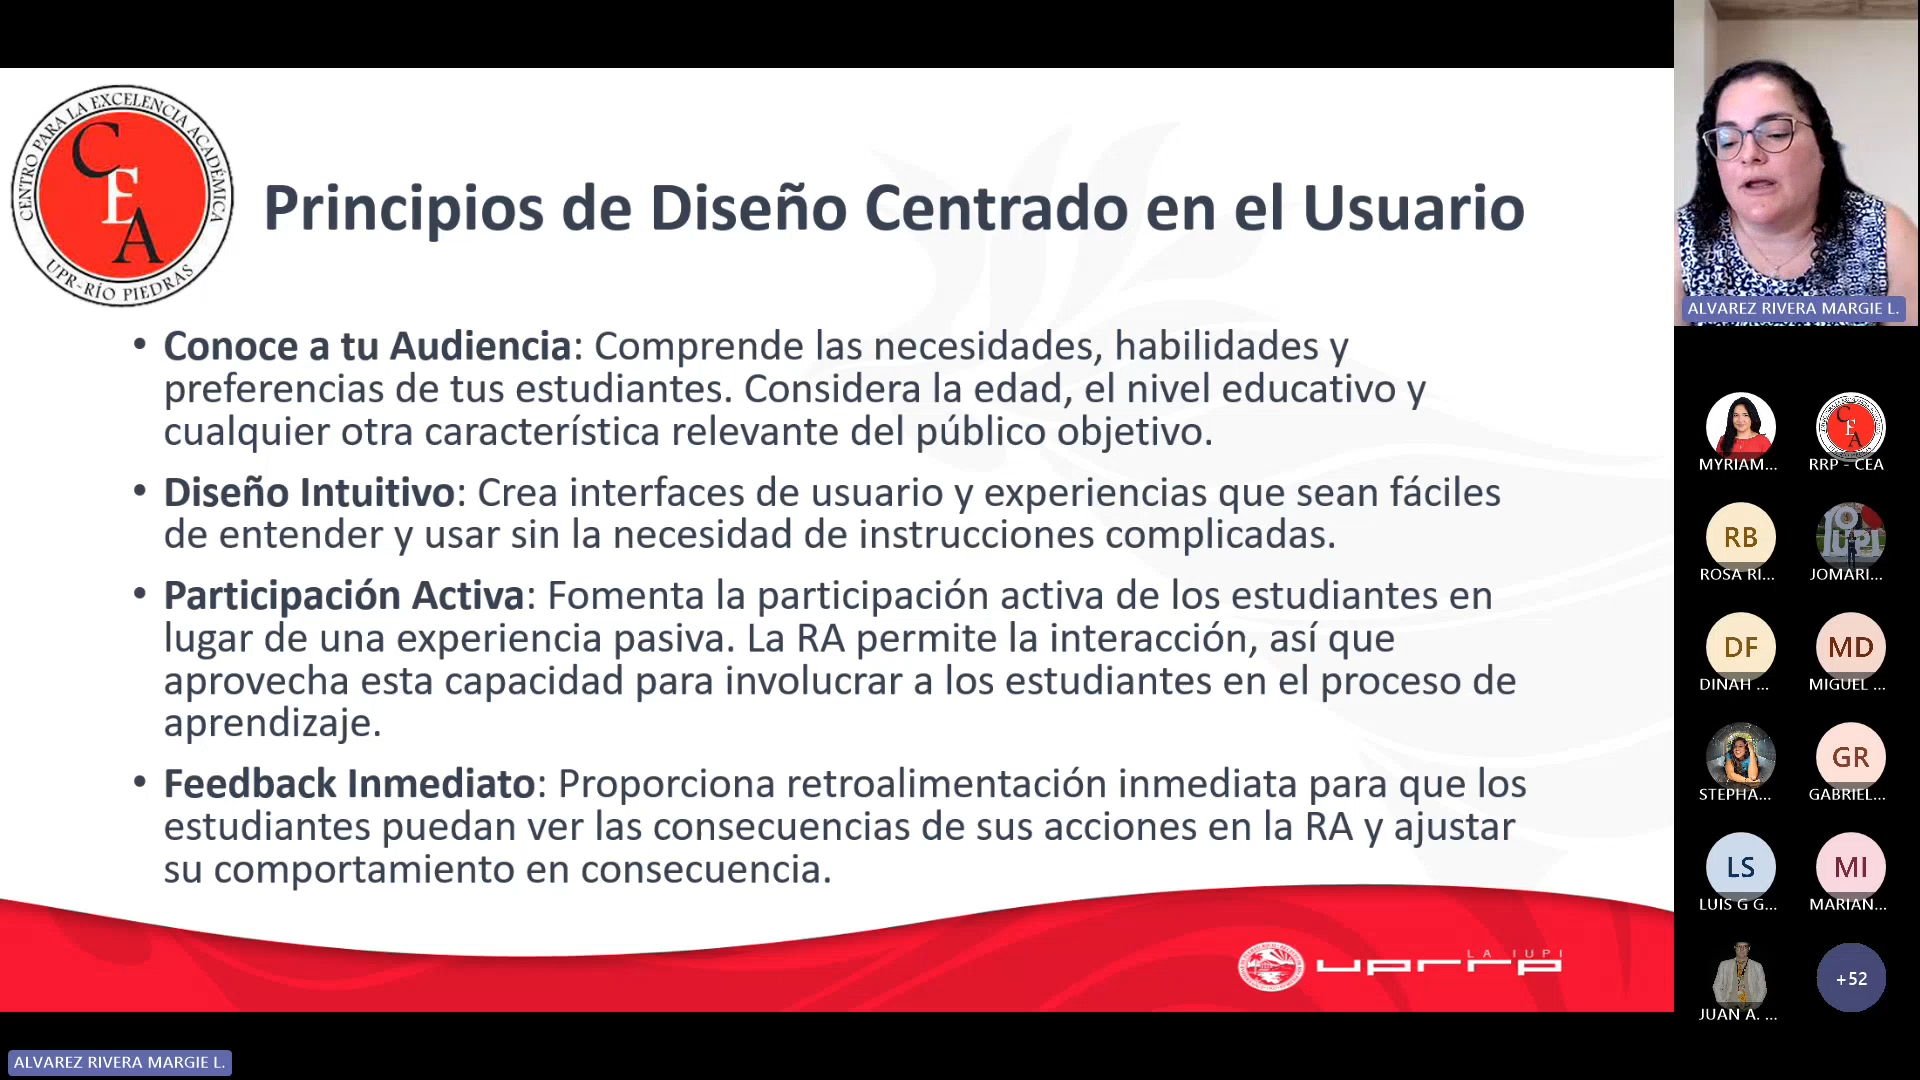 CENTRO PARA LA EXCELENCIA ACADÉMICA
CEA
UPR-RÍO PIEDRAS
Principios de Diseño Centrado en el Usuario
• Conoce a tu Audiencia: Comprende las necesidades, habilidades y
preferencias de tus estudiantes. Considera la edad, el nivel educativo y
cualquier otra característica relevante del público objetivo.
• Diseño Intuitivo: Crea interfaces de usuario y experiencias que sean fáciles
de entender y usar sin la necesidad de instrucciones complicadas.
• Participación Activa: Fomenta la participación activa de los estudiantes en
lugar de una experiencia pasiva. La RA permite la interacción, así que
aprovecha esta capacidad para involucrar a los estudiantes en el proceso de
aprendizaje.
• Feedback Inmediato: Proporciona retroalimentación inmediata para que los
estudiantes puedan ver las consecuencias de sus acciones en la RA y ajustar
su comportamiento en consecuencia.
LA IUPI
uprrp
ALVAREZ RIVERA MARGIE L.
ALVAREZ RIVERA MARGIE L.
MYRIAM...
CEA
RRP - CEA
RB
ROSA RI...
IUPI
JOMARI...
DF
DINAH ...
MD
MIGUEL ...
STEPHA...
GR
GABRIEL...
LS
LUIS G G...
MI
MARIAN...
JUAN A. ...
+52